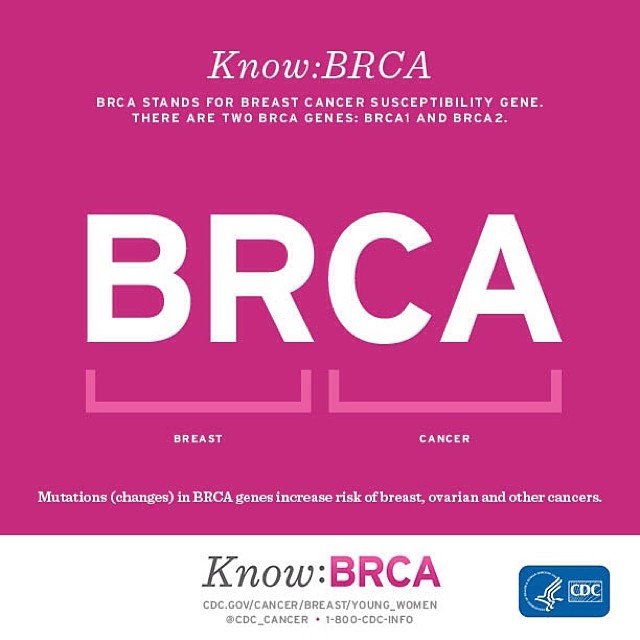 Know:BRCA
BRCA STANDS FOR BREAST CANCER SUSCEPTIBILITY GENE.
THERE ARE TWO BRCA GENES: BRCA1 AND BRCA2.
BRCA
BREAST CANCER
Mutations (changes) in BRCA genes increase risk of breast, ovarian and other cancers.
Know:BRCA
CDC.GOV/CANCER/BREAST/YOUNG_WOMEN
@CDC_CANCER • 1-800-CDC-INFO
CDC